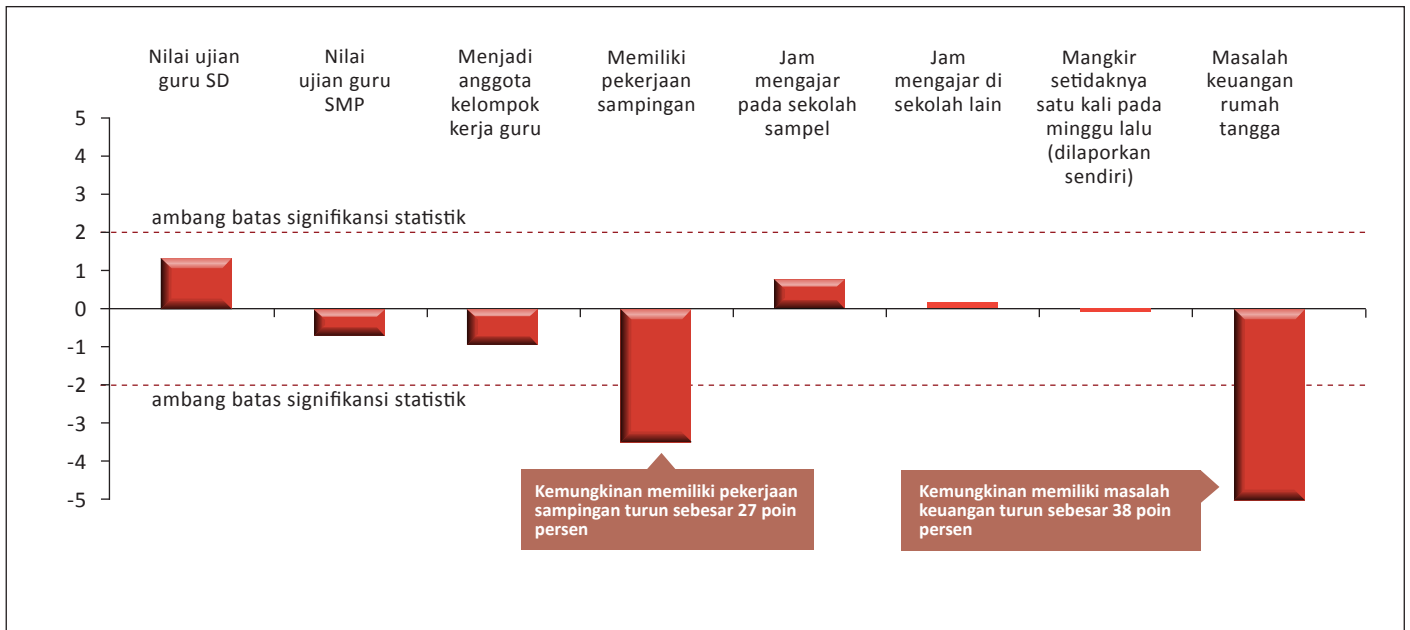 Nilai ujian
guru SD
Nilai
ujian guru
SMP
Menjadi
anggota
kelompok
kerja guru
Memiliki
pekerjaan
sampingan
Jam
mengajar
pada sekolah
sampel
Jam
mengajar di
sekolah lain
Mangkir
setidaknya
satu kali pada
minggu lalu
(dilaporkan
sendiri)
Masalah
keuangan
rumah
tangga
5
4
3
2
1
0
-1
-2
-3
-4
-5
ambang batas signifikansi statistik
ambang batas signifikansi statistik
Kemungkinan memiliki pekerjaan
sampingan turun sebesar 27 poin
persen
Kemungkinan memiliki masalah
keuangan turun sebesar 38 poin
persen